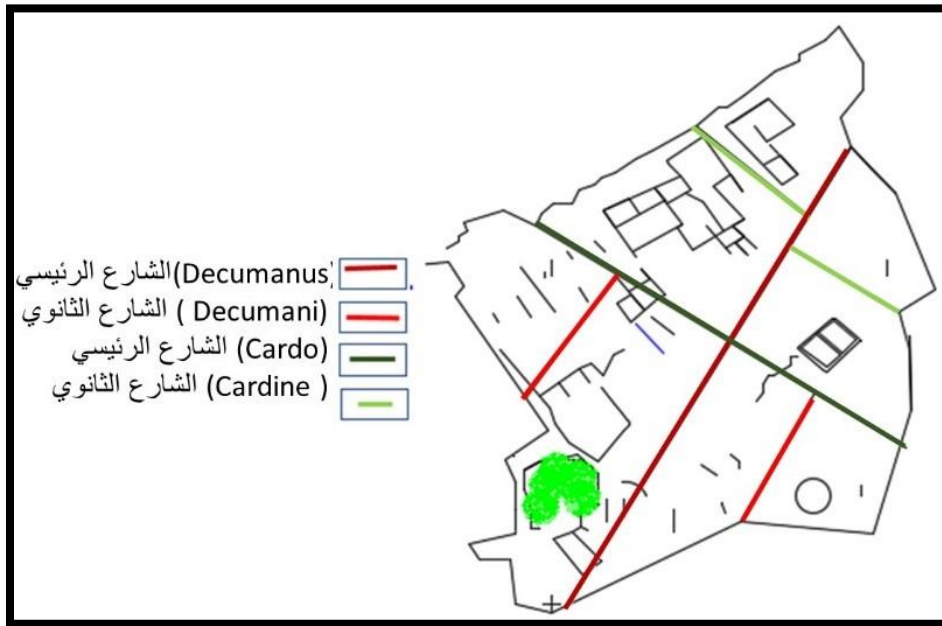 الشارع الرئيسي(Decumanus)
الشارع الثانوي ( Decumani)
الشارع الرئيسي (Cardo)
الشارع الثانوي (Cardine )